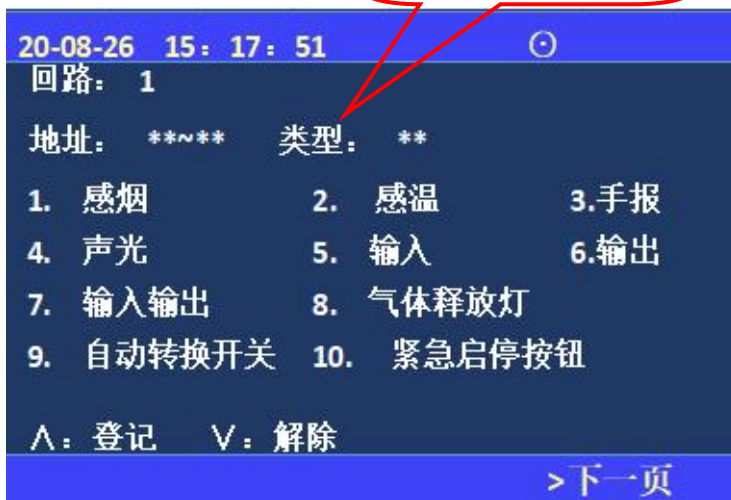 20-08-26 15：17：51
回路： 1
地址： **~** 类型： **
1. 感烟 2. 感温 3.手报
4. 声光 5. 输入 6.输出
7. 输入输出 8. 气体释放灯
9. 自动转换开关 10. 紧急启停按钮
∧：登记 ∨：解除
>下一页